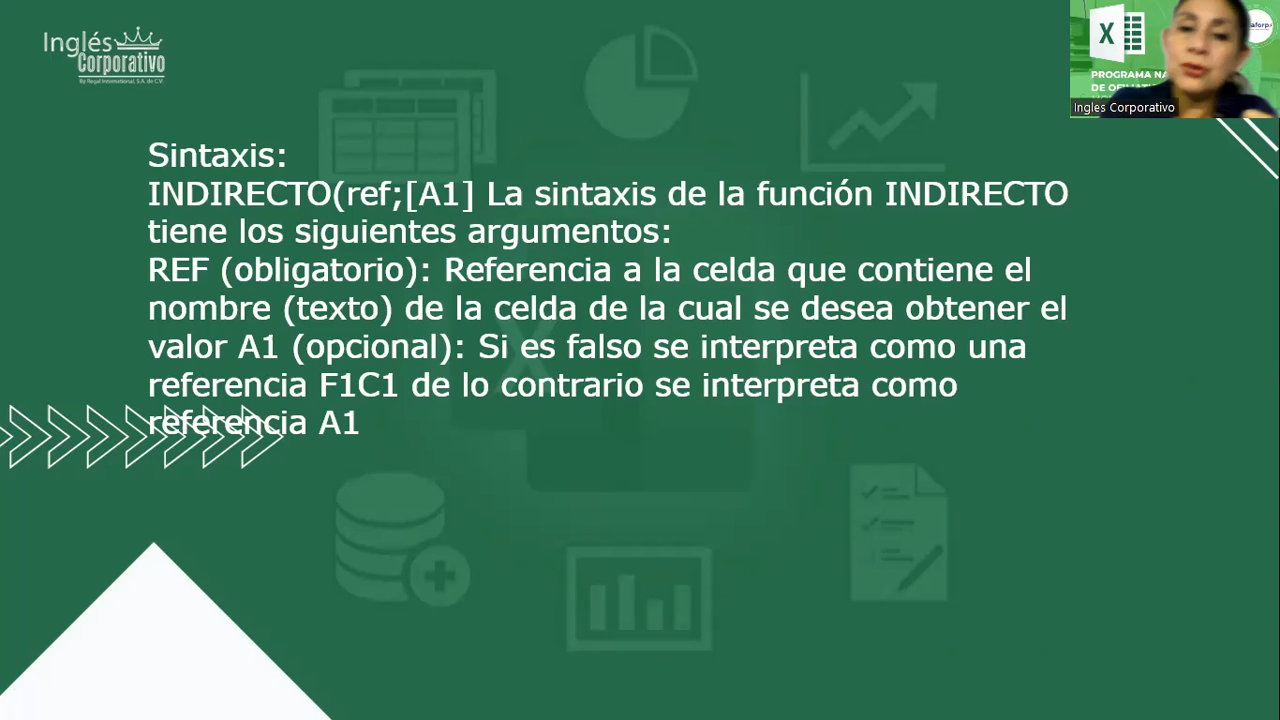 Inglés
Corporativo
By Regal International, S.A. de C.V.
Sintaxis:
INDIRECTO(ref;[A1] La sintaxis de la función INDIRECTO
tiene los siguientes argumentos:
REF (obligatorio): Referencia a la celda que contiene el
nombre (texto) de la celda de la cual se desea obtener el
valor A1 (opcional): Si es falso se interpreta como una
referencia F1C1 de lo contrario se interpreta como
referencia A1
X
PROGRAMA NA
DE OFIMATI
Ingles Corporativo